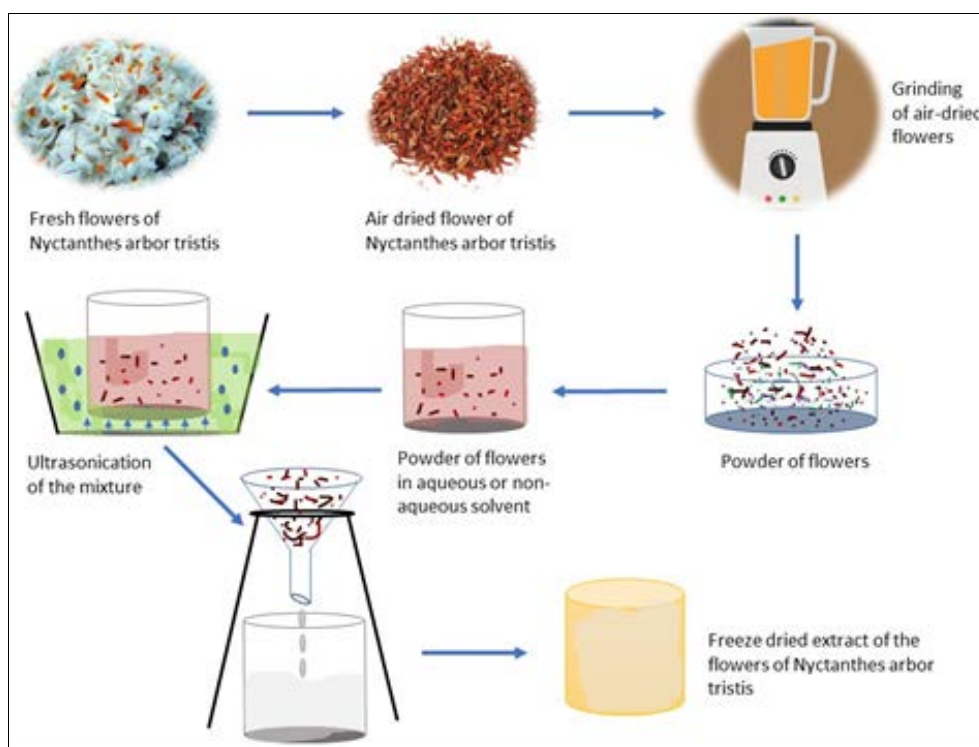 Fresh flowers of
Nyctanthes arbor tristis
Air dried flower of
Nyctanthes arbor tristis
Grinding
of air-dried
flowers
Ultrasonication
of the mixture
Powder of flowers
in aqueous or non-
aqueous solvent
Powder of flowers
Freeze dried extract of the
flowers of Nyctanthes arbor
tristis